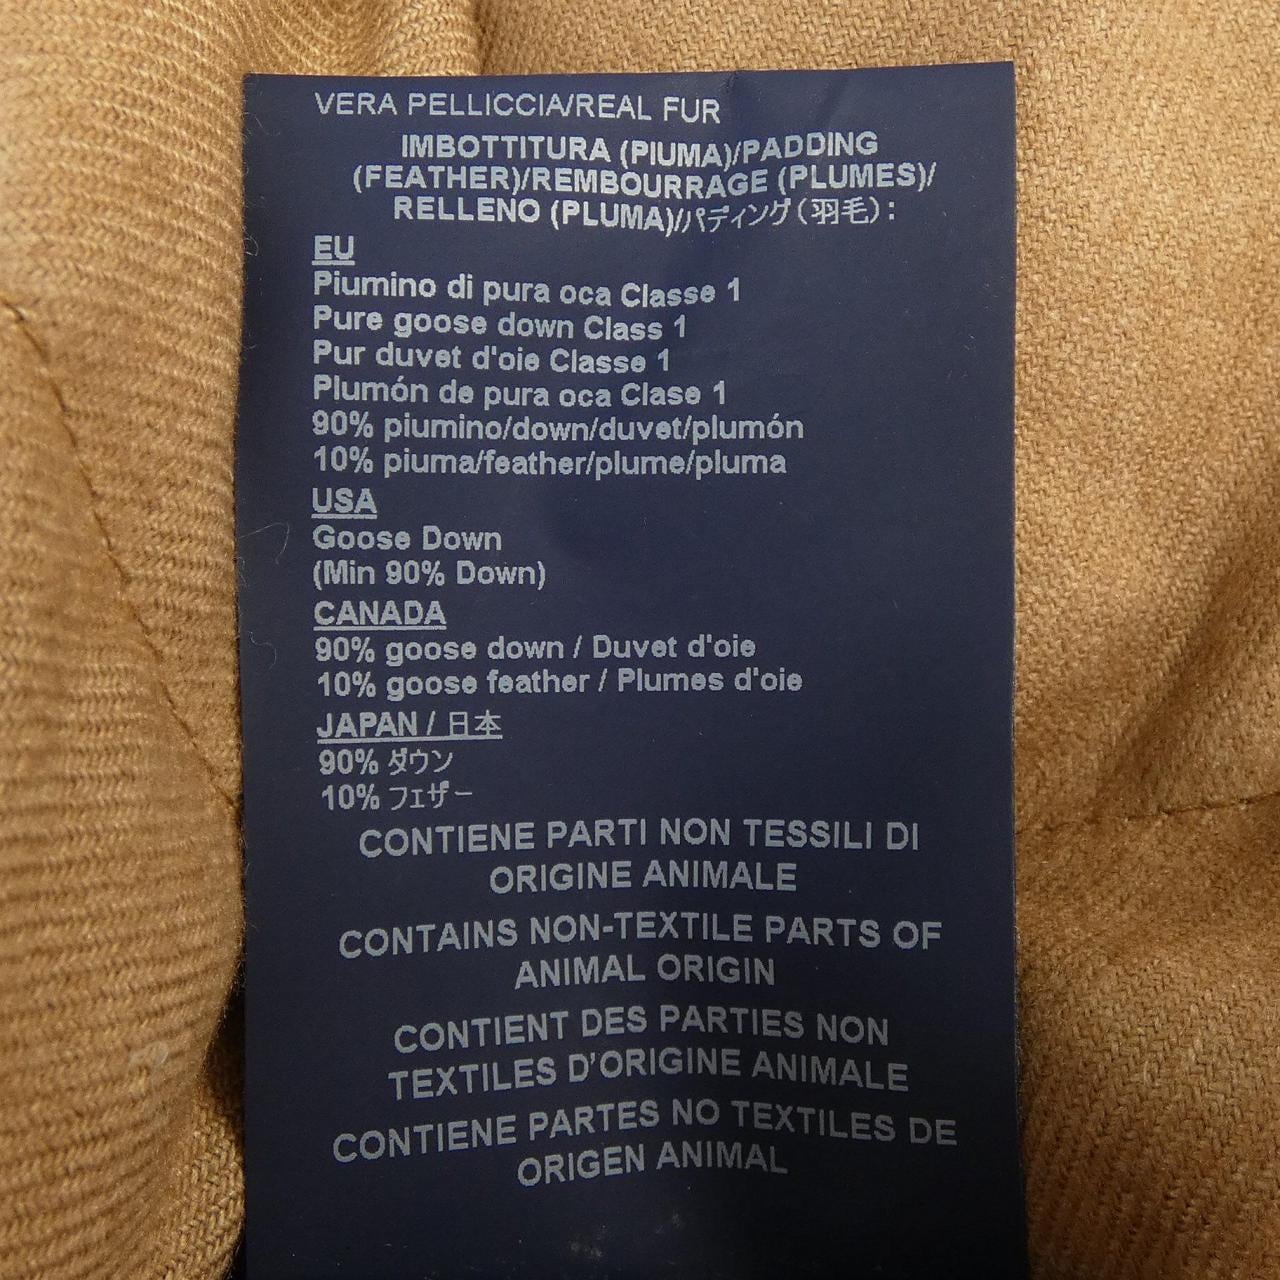 VERA PELLICCIA/REAL FUR
IMBOTTITURA (PIUMA)/PADDING
(FEATHER)/REMBOURRAGE (PLUMES)/
RELLENO (PLUMA)/パディング(羽毛):
EU
Piumino di pura oca Classe 1
Pure goose down Class 1
Pur duvet d'oie Classe 1
Plumón de pura oca Clase 1
90% piumino/down/duvet/plumón
10% piuma/feather/plume/pluma
USA
Goose Down
(Min 90% Down)
CANADA
90% goose down / Duvet d'oie
10% goose feather / Plumes d'oie
JAPAN / 日本
90% ダウン
10% フェザー
CONTIENE PARTI NON TESSILI DI
ORIGINE ANIMALE
CONTAINS NON-TEXTILE PARTS OF
ANIMAL ORIGIN
CONTIENT DES PARTIES NON
TEXTILES D'ORIGINE ANIMALE
CONTIENE PARTES NO TEXTILES DE
ORIGEN ANIMAL